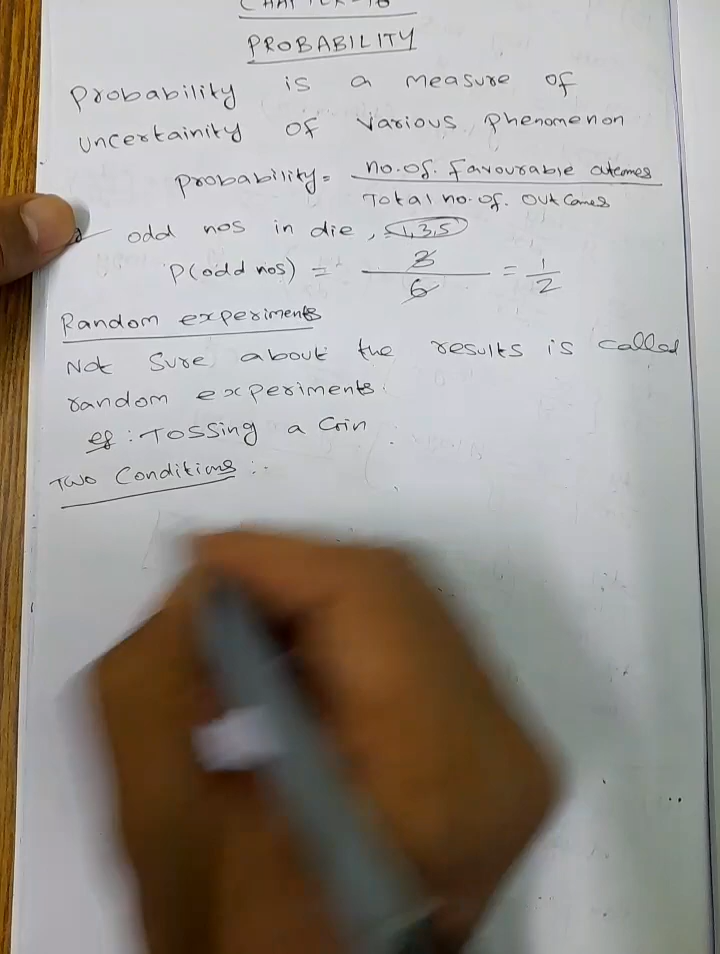 PROBABILITY
Probability is a measure of
uncertainity of various phenomenon
Probability = no. of. favourable outcomes
Total no. of. outcomes
odd nos in die, 1,3,5
P(odd nos) = 3/6 = 1/2
Random experiments
Not sure about the results is called
random experiments.
eg: Tossing a coin
Two Conditions :-